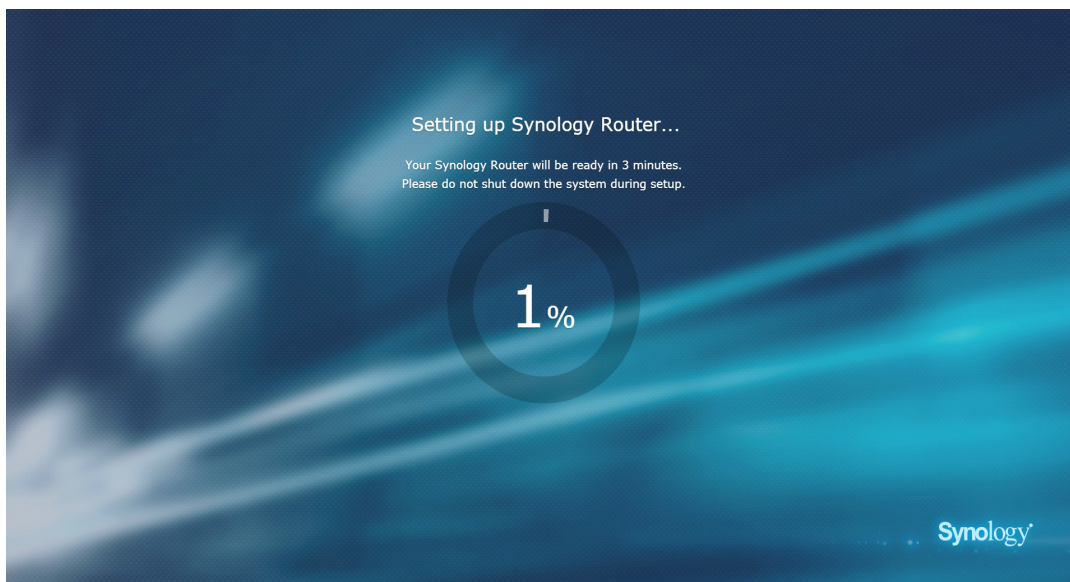 Setting up Synology Router...
Your Synology Router will be ready in 3 minutes.
Please do not shut down the system during setup.
1%
Synology